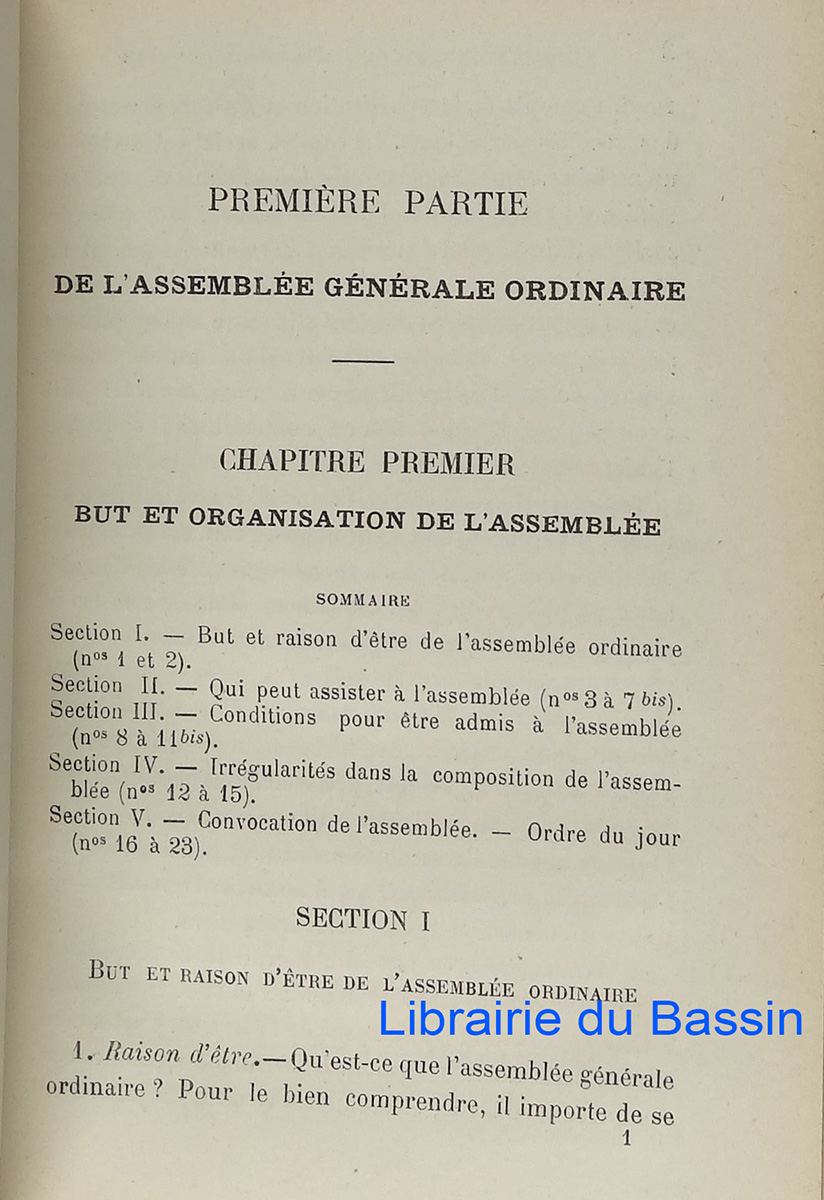 PREMIÈRE PARTIE
DE L'ASSEMBLÉE GÉNÉRALE ORDINAIRE
CHAPITRE PREMIER
BUT ET ORGANISATION DE L'ASSEMBLÉE
SOMMAIRE
Section I. — But et raison d'être de l'assemblée ordinaire
(nos 1 et 2).
Section II. — Qui peut assister à l'assemblée (nos 3 à 7 bis).
Section III. — Conditions pour être admis à l'assemblée
(nos 8 à 11 bis).
Section IV. — Irrégularités dans la composition de l'assem-
blée (nos 12 à 15).
Section V. — Convocation de l'assemblée. — Ordre du jour
(nos 16 à 23).
SECTION I
BUT ET RAISON D'ÊTRE DE L'ASSEMBLÉE ORDINAIRE
Librairie du Bassin
1. Raison d'être. — Qu'est-ce que l'assemblée générale
ordinaire ? Pour le bien comprendre, il importe de se
1